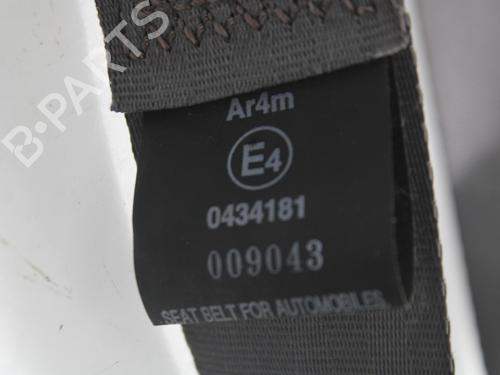 B-PARTS
Ar4m
E4
0434181
009043
SEAT BELT FOR AUTOMOBILES